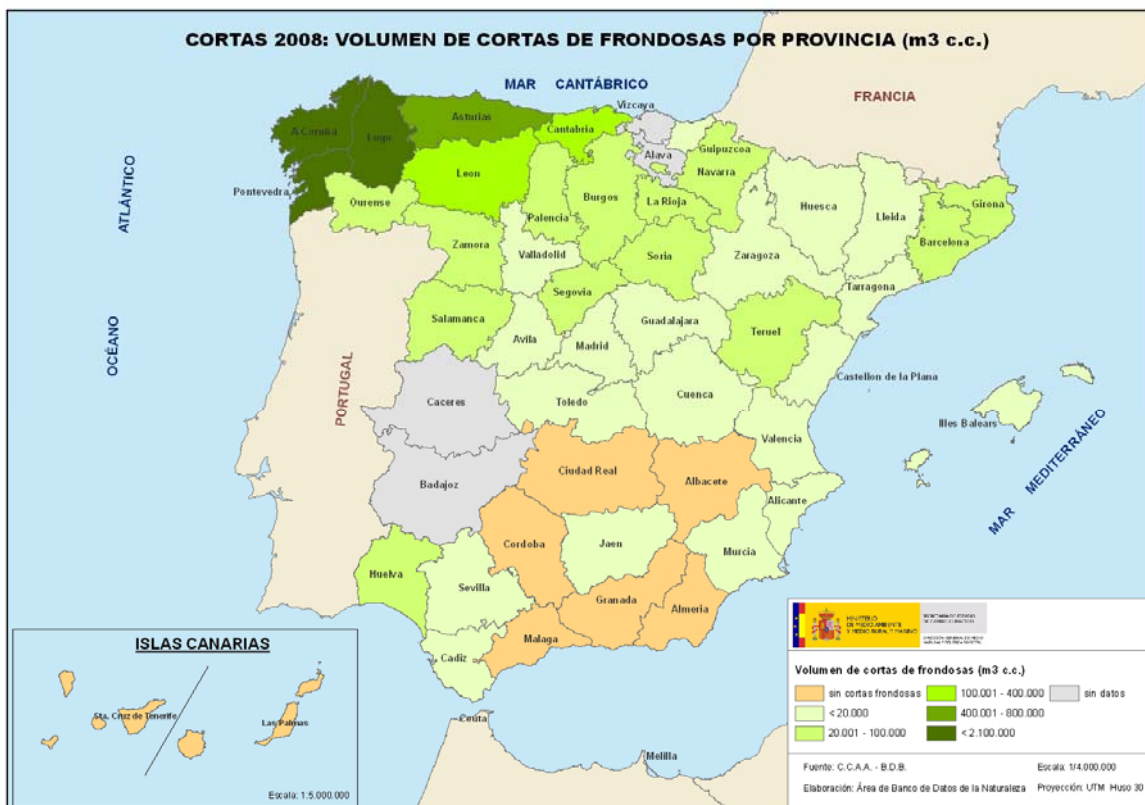 CORTAS 2008: VOLUMEN DE CORTAS DE FRONDOSAS POR PROVINCIA (m3 c.c.)
MAR CANTÁBRICO
FRANCIA
Vizcaya
A Coruña
Lugo
Asturias
Cantabria
Alava
Guipuzcoa
Navarra
Pontevedra
Leon
Ourense
Palencia
Burgos
La Rioja
Huesca
Lleida
Girona
Barcelona
ATLÁNTICO
OCÉANO
Zamora
Valladolid
Soria
Zaragoza
Tarragona
Segovia
Salamanca
Avila
Madrid
Guadalajara
Teruel
PORTUGAL
Castellon de la Plana
Caceres
Toledo
Cuenca
Valencia
Illes Balears
MAR MEDITERRÁNEO
Badajoz
Ciudad Real
Albacete
Alicante
Cordoba
Jaen
Murcia
Huelva
Sevilla
Granada
Almeria
Malaga
Cadiz
Ceuta
Melilla
ISLAS CANARIAS
Sta. Cruz de Tenerife
Las Palmas
Escala: 1:5.000.000
MINISTERIO
DE MEDIO AMBIENTE
Y MEDIO RURAL Y MARINO
Volumen de cortas de frondosas (m3 c.c.)
sin cortas frondosas 100.001 - 400.000 sin datos
< 20.000 400.001 - 800.000
20.001 - 100.000 < 2.100.000
Fuente: C.C.A.A. - B.D.B. Escala: 1/4.000.000
Elaboración: Área de Banco de Datos de la Naturaleza Proyección: UTM Huso 30